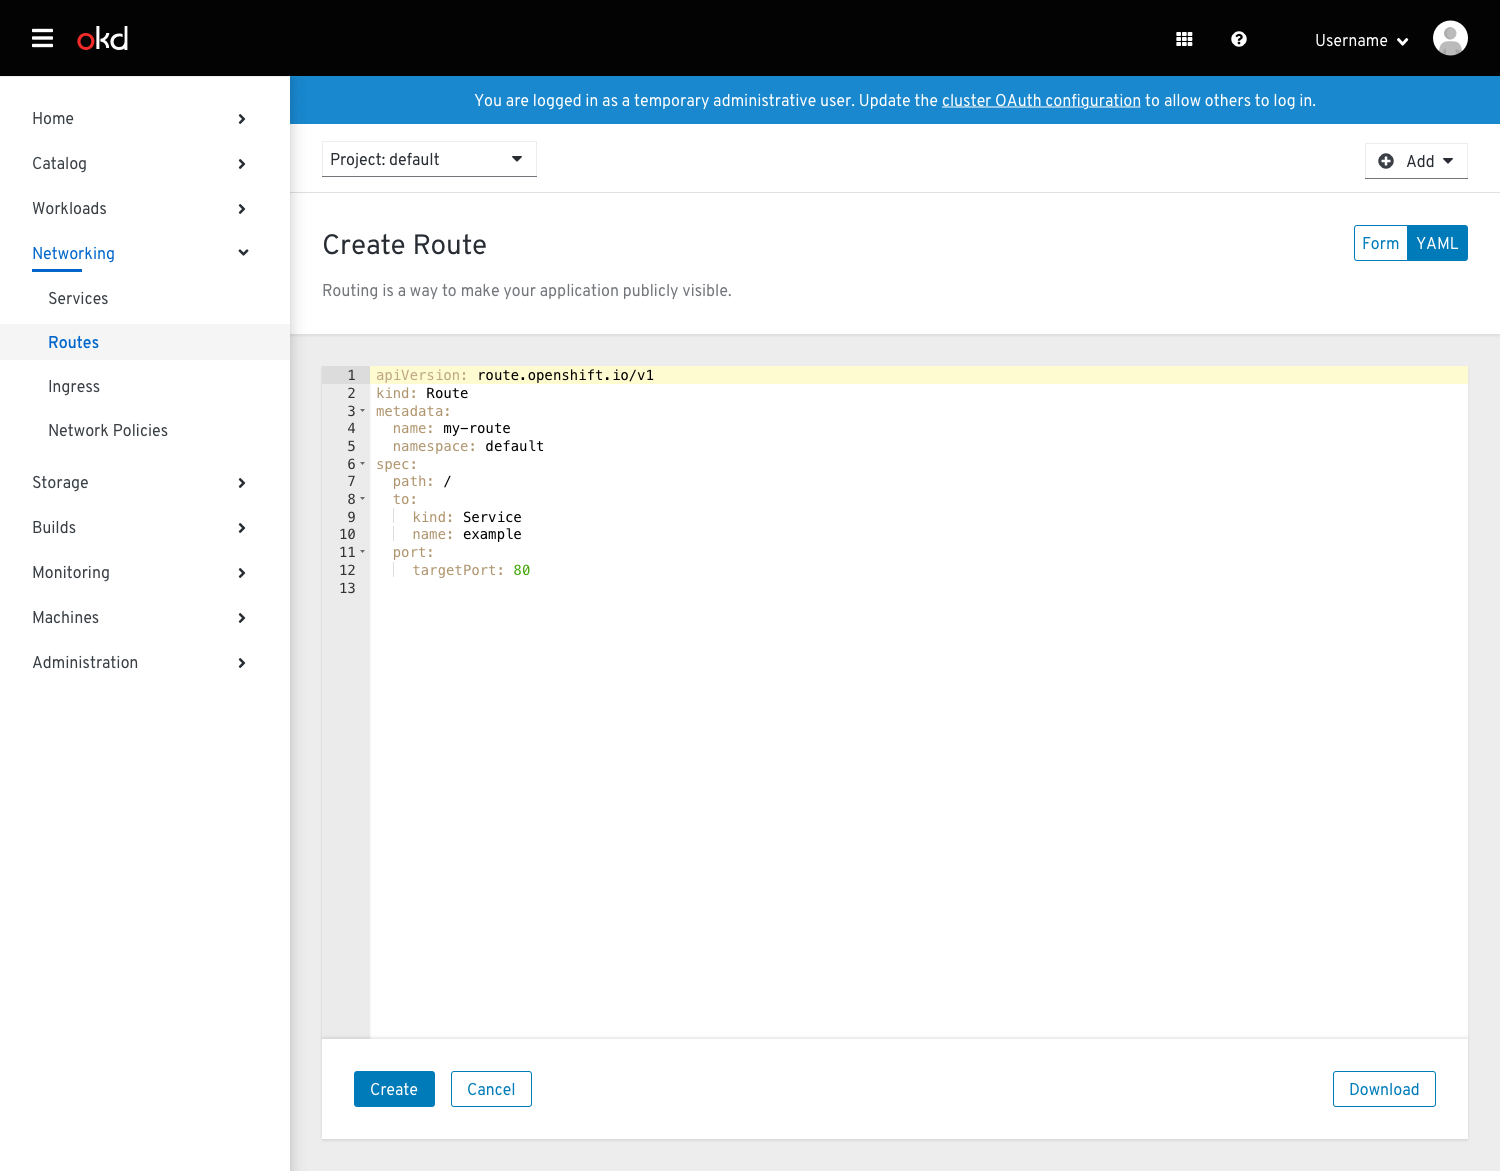 okd
Username
You are logged in as a temporary administrative user. Update the cluster OAuth configuration to allow others to log in.
Home
Catalog
Workloads
Networking
Services
Routes
Ingress
Network Policies
Storage
Builds
Monitoring
Machines
Administration
Project: default
Add
Create Route
Form YAML
Routing is a way to make your application publicly visible.
1 apiVersion: route.openshift.io/v1
2 kind: Route
3 metadata:
4   name: my-route
5   namespace: default
6 spec:
7   path: /
8   to:
9     kind: Service
10     name: example
11   port:
12     targetPort: 80
13
Create Cancel Download